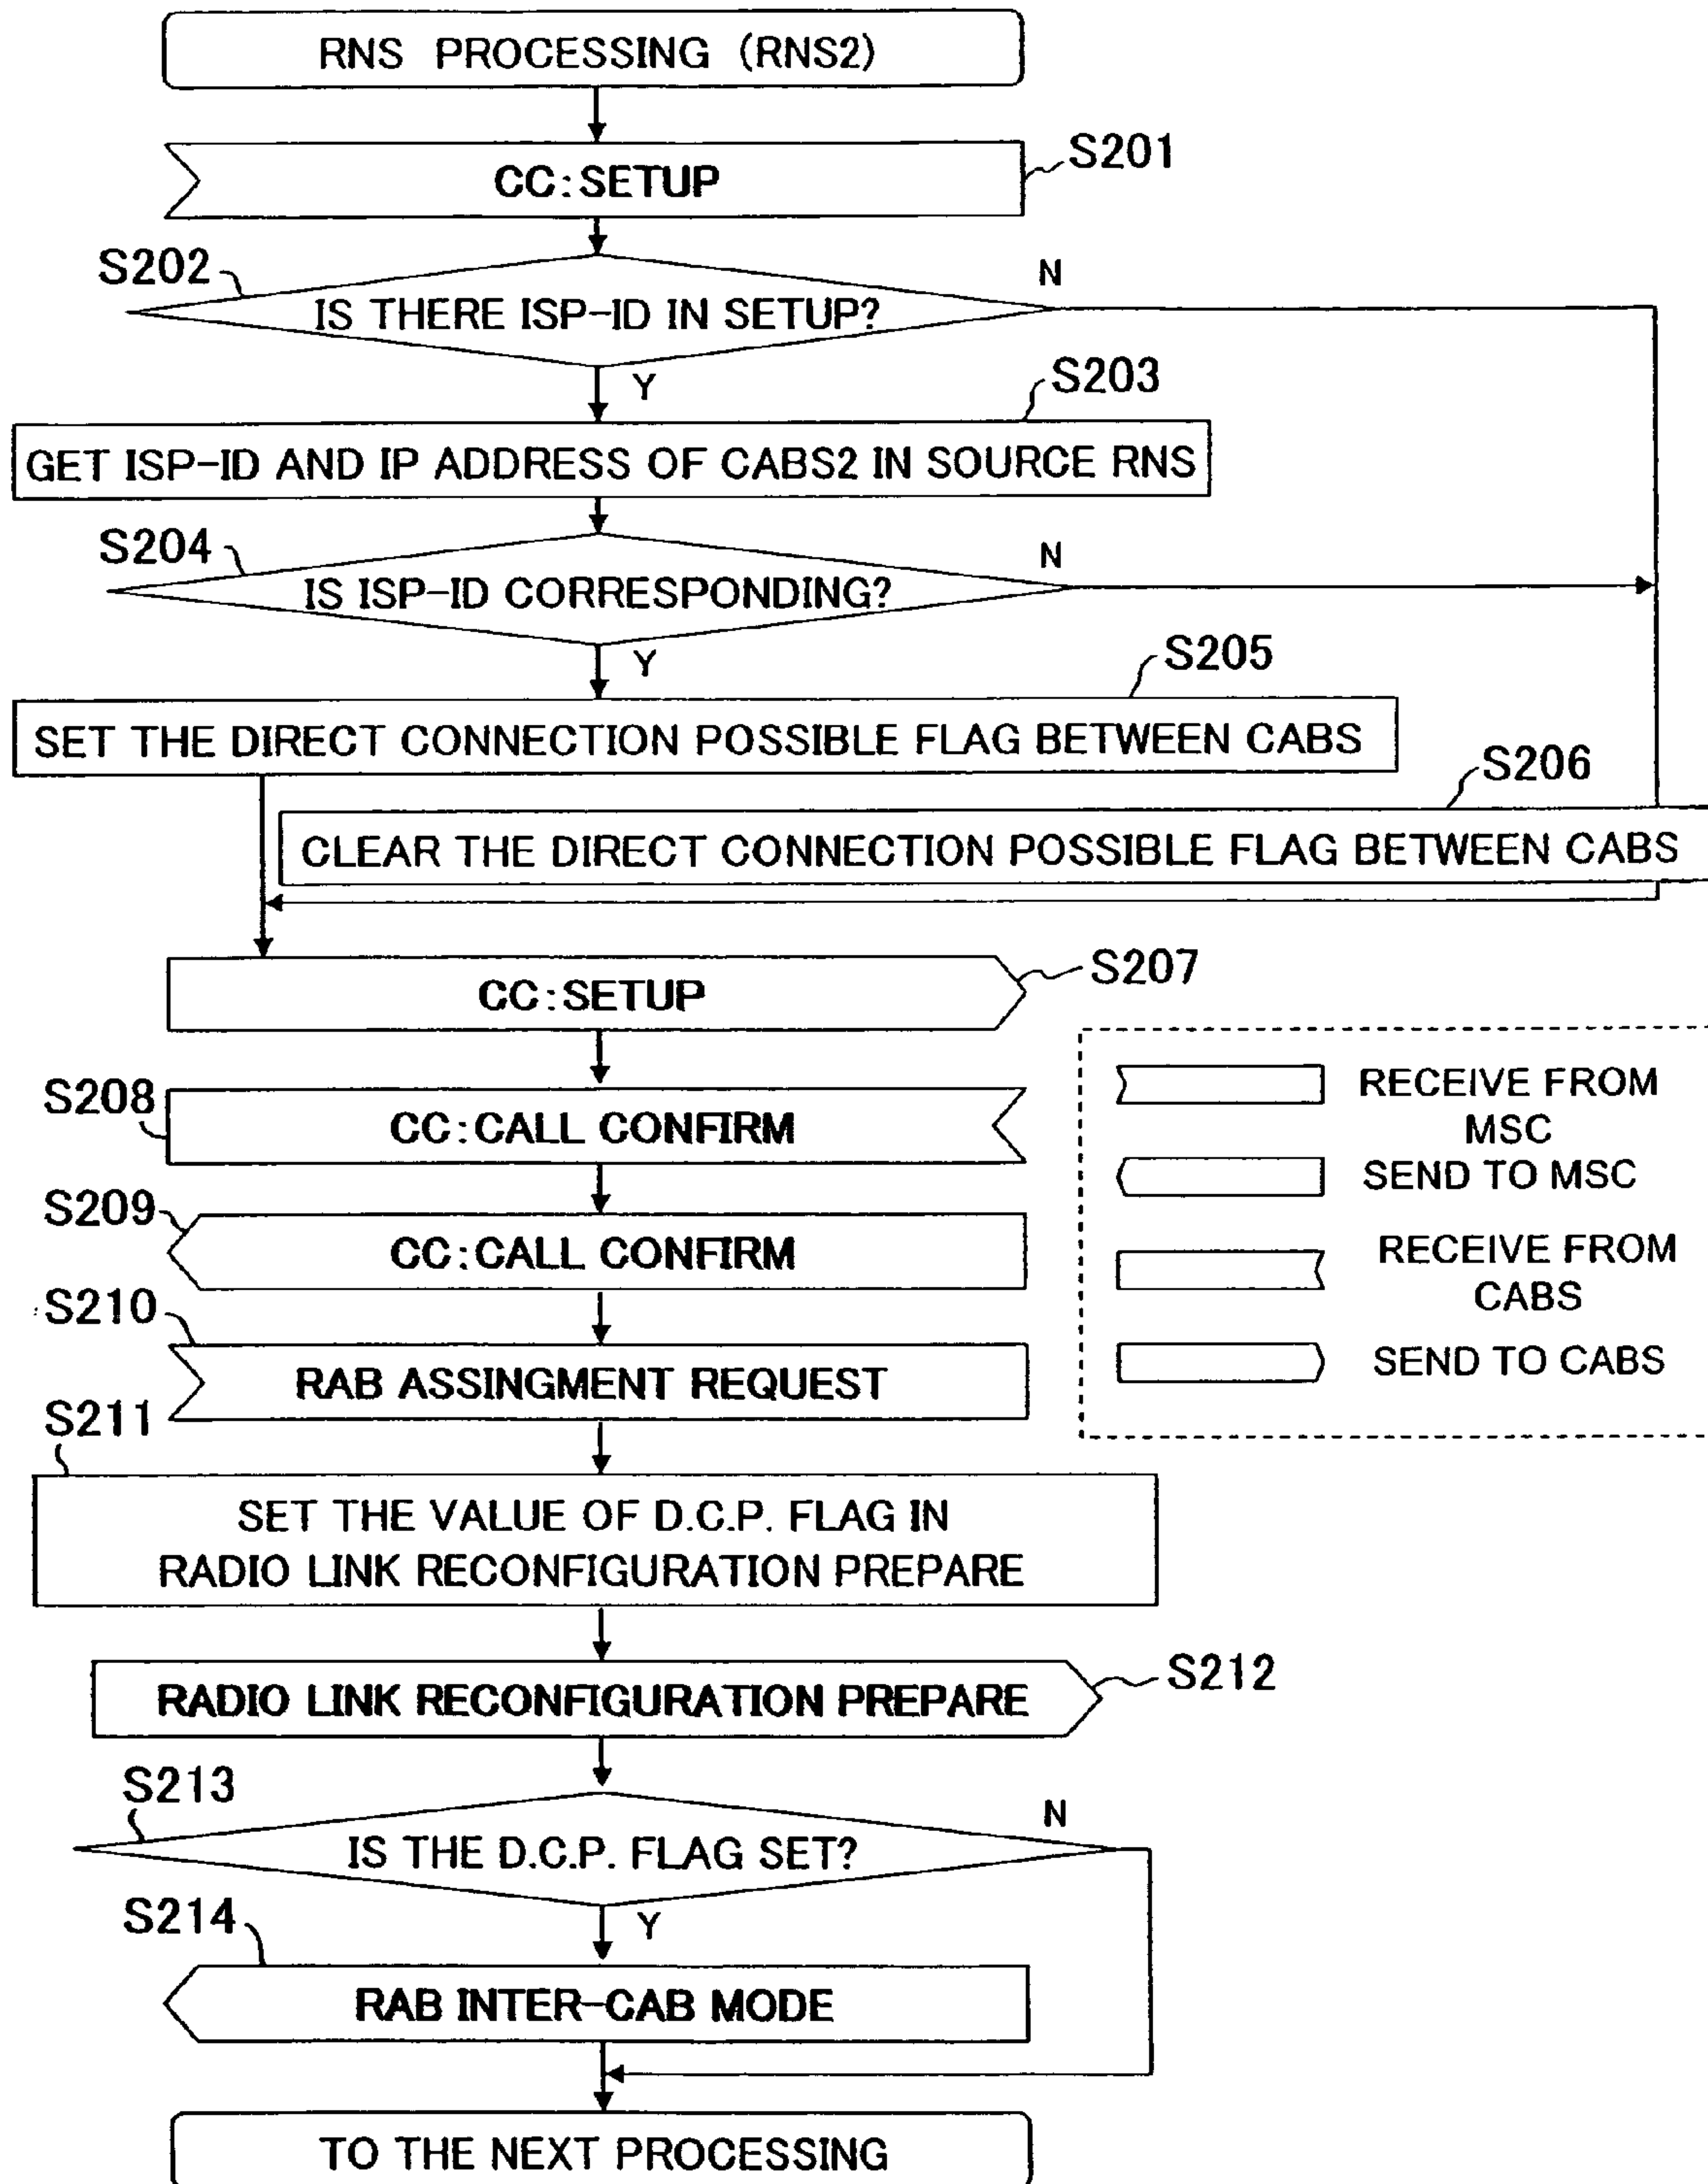 RNS PROCESSING (RNS2)
S201
CC:SETUP
S202
N
IS THERE ISP-ID IN SETUP?
Y
S203
GET ISP-ID AND IP ADDRESS OF CABS2 IN SOURCE RNS
S204
N
IS ISP-ID CORRESPONDING?
Y
S205
SET THE DIRECT CONNECTION POSSIBLE FLAG BETWEEN CABS
S206
CLEAR THE DIRECT CONNECTION POSSIBLE FLAG BETWEEN CABS
S207
CC:SETUP
S208
CC:CALL CONFIRM
S209
CC:CALL CONFIRM
S210
RAB ASSINGMENT REQUEST
S211
SET THE VALUE OF D.C.P. FLAG IN
RADIO LINK RECONFIGURATION PREPARE
S212
RADIO LINK RECONFIGURATION PREPARE
S213
N
IS THE D.C.P. FLAG SET?
Y
S214
RAB INTER-CAB MODE
TO THE NEXT PROCESSING
RECEIVE FROM
MSC
SEND TO MSC
RECEIVE FROM
CABS
SEND TO CABS